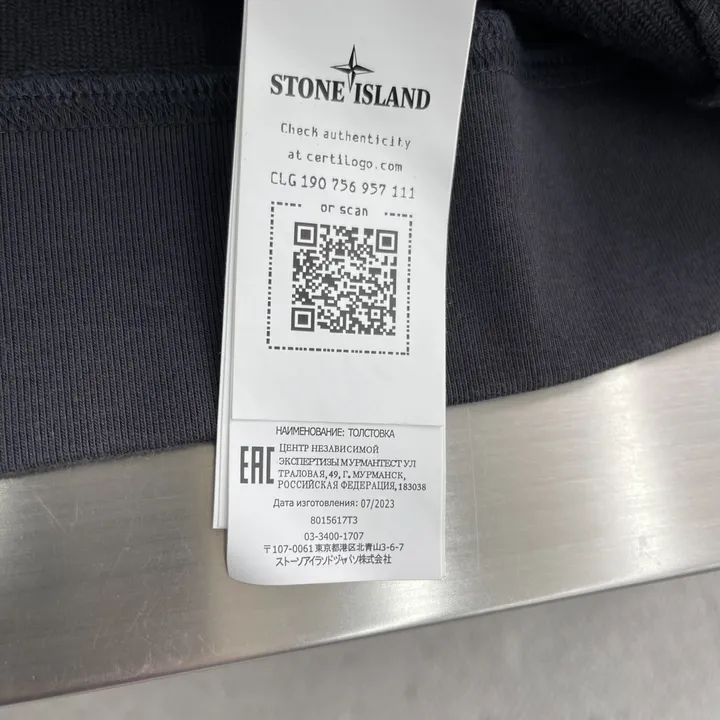 STONE ISLAND
Check authenticity
at certilogo.com
CLG 190 756 957 111
or scan
НАИМЕНОВАНИЕ: ТОЛСТОВКА
EAC
ЦЕНТР НЕЗАВИСИМОЙ
ЭКСПЕРТИЗЫ МУРМАНТЕСТ УЛ
ТРАЛОВАЯ, 49, Г. МУРМАНСК,
РОССИЙСКАЯ ФЕДЕРАЦИЯ, 183038
Дата изготовления: 07/2023
8015617T3
03-3400-1707
〒107-0061 東京都港区北青山3-6-7
ストーンアイランドジャパン株式会社